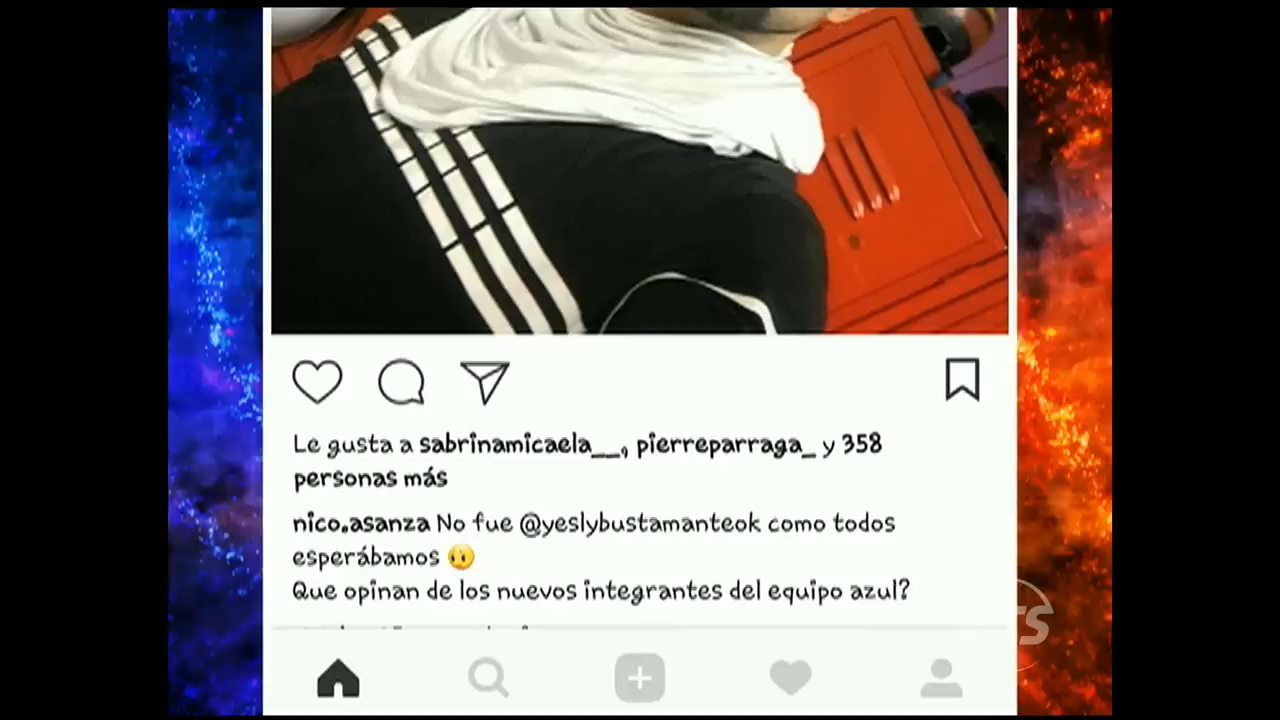 Le gusta a sabrinamicaela__, pierreparraga_ y 358
personas más
nico.asanza No fue @yeslybustamanteok como todos
esperábamos 🤕
Que opinan de los nuevos integrantes del equipo azul?
TS